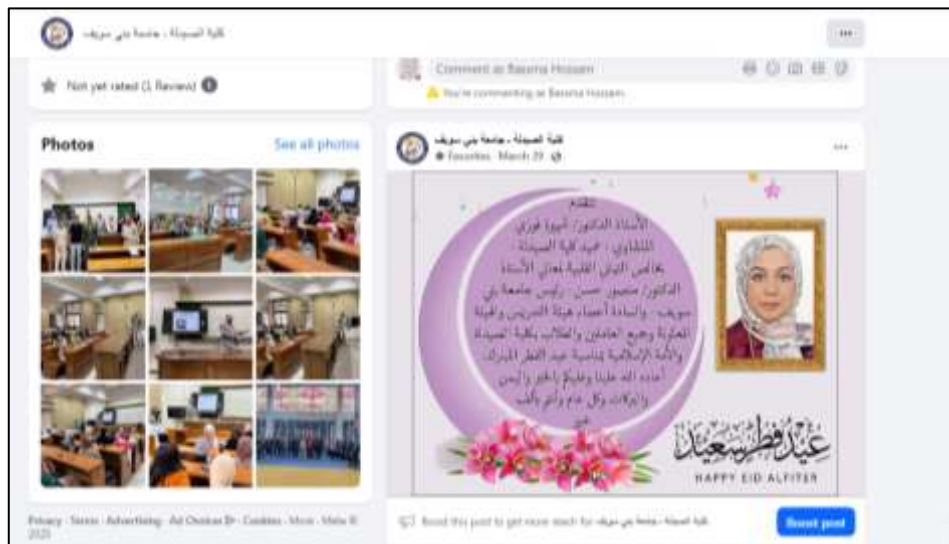 كلية الصيدلة - جامعة بني سويف
Not yet rated (1 Review)
Comment as Basma Hossam
You're commenting as Basma Hossam.
Photos
See all photos
كلية الصيدلة - جامعة بني سويف
Favorites · March 29
تتقدم
الأستاذ الدكتور/ أميرة فوزي
المنشاوي - عميد كلية الصيدلة -
بخالص التهاني القلبية لمعالي الأستاذ
الدكتور/ منصور حسن - رئيس جامعة بني
سويف - والسادة أعضاء هيئة التدريس والهيئة
المعاونة وجميع العاملين والطلاب بكلية الصيدلة
والأمة الإسلامية بمناسبة عيد الفطر المبارك
أعاده الله علينا وعليكم بالخير واليمن
والبركات وكل عام وأنتم بألف
خير
عيد فطر سعيد
HAPPY EID ALFITER
Privacy · Terms · Advertising · Ad Choices · Cookies · More · Meta ©
2025
Boost this post to get more reach for كلية الصيدلة - جامعة بني سويف.
Boost post